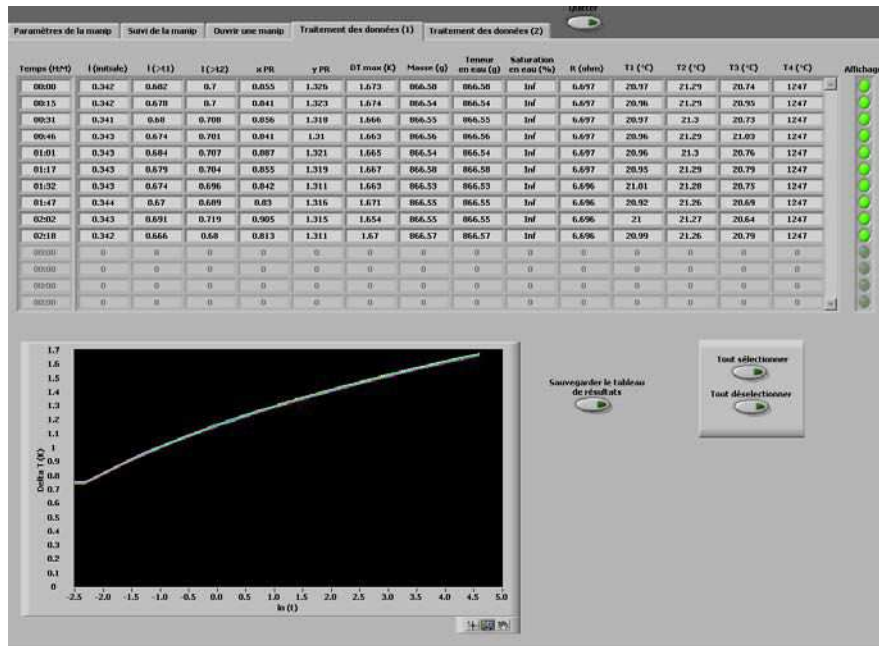 Quitter
Paramètres de la manip Suivi de la manip Ouvrir une manip Traitement des données (1) Traitement des données (2)
Temps (H:M) l (initiale) l (>t1) l (>t2) x PR y PR DT max (K) Masse (g) Teneur en eau (g) Saturation en eau (%) R (ohm) T1 (°C) T2 (°C) T3 (°C) T4 (°C) Affichage
00:00 0.342 0.682 0.7 0.855 1.326 1.673 866.58 866.58 Inf 6.697 20.97 21.29 20.74 1247
00:15 0.342 0.678 0.7 0.841 1.323 1.674 866.54 866.54 Inf 6.697 20.96 21.29 20.95 1247
00:31 0.341 0.68 0.708 0.856 1.318 1.666 866.55 866.55 Inf 6.697 20.97 21.3 20.73 1247
00:46 0.343 0.674 0.701 0.841 1.31 1.663 866.56 866.56 Inf 6.697 20.96 21.29 21.03 1247
01:01 0.343 0.684 0.707 0.887 1.321 1.665 866.54 866.54 Inf 6.697 20.96 21.3 20.76 1247
01:17 0.343 0.679 0.704 0.855 1.319 1.667 866.58 866.58 Inf 6.697 20.95 21.29 20.79 1247
01:32 0.343 0.674 0.696 0.842 1.311 1.663 866.53 866.53 Inf 6.696 21.01 21.28 20.75 1247
01:47 0.344 0.67 0.689 0.83 1.316 1.671 866.55 866.55 Inf 6.696 20.92 21.26 20.69 1247
02:02 0.343 0.691 0.719 0.905 1.315 1.654 866.55 866.55 Inf 6.696 21 21.27 20.64 1247
02:18 0.342 0.666 0.68 0.813 1.311 1.67 866.57 866.57 Inf 6.696 20.99 21.26 20.79 1247
00:00 0 0 0 0 0 0 0 0 0 0 0 0 0 0
00:00 0 0 0 0 0 0 0 0 0 0 0 0 0 0
00:00 0 0 0 0 0 0 0 0 0 0 0 0 0 0
00:00 0 0 0 0 0 0 0 0 0 0 0 0 0 0
1.7
1.6
1.5
1.4
1.3
1.2
1.1
1
0.9
0.8
0.7
0.6
0.5
0.4
0.3
0.2
0.1
0
Delta T (K)
-2.5 -2.0 -1.5 -1.0 -0.5 0.0 0.5 1.0 1.5 2.0 2.5 3.0 3.5 4.0 4.5 5.0
ln (t)
Sauvegarder le tableau
de résultats
Tout sélectionner
Tout déselectionner